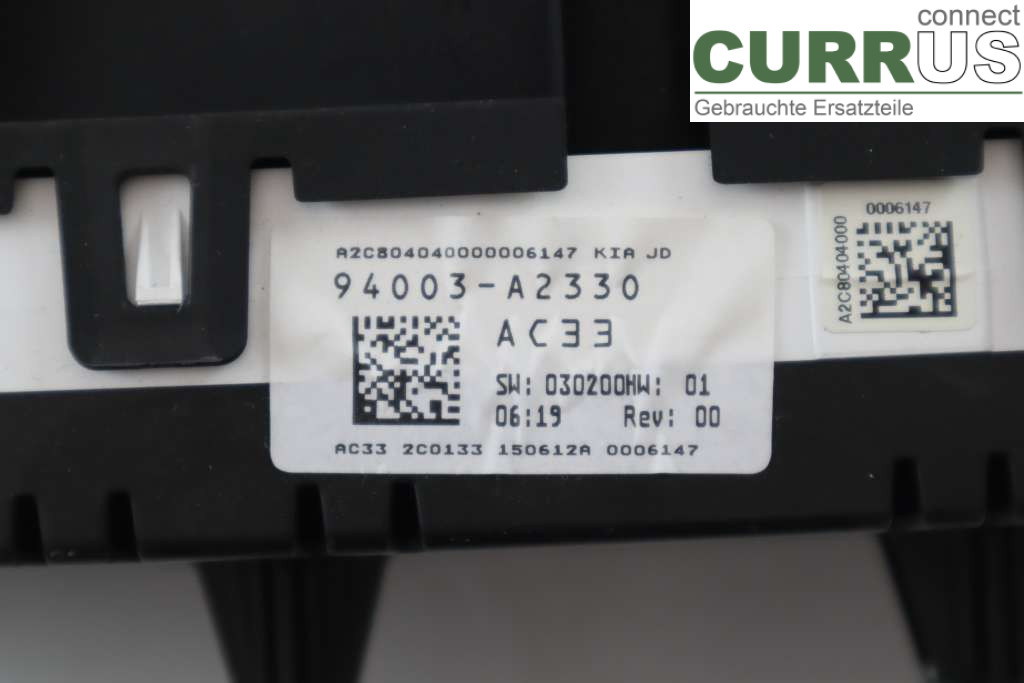 connect
CURRUS
Gebrauchte Ersatzteile
0006147
A2C80404000
A2C8040400000006147 KIA JD
94003-A2330
AC33
SW: 030200HW: 01
06:19 Rev: 00
AC33 2C0133 150612A 0006147